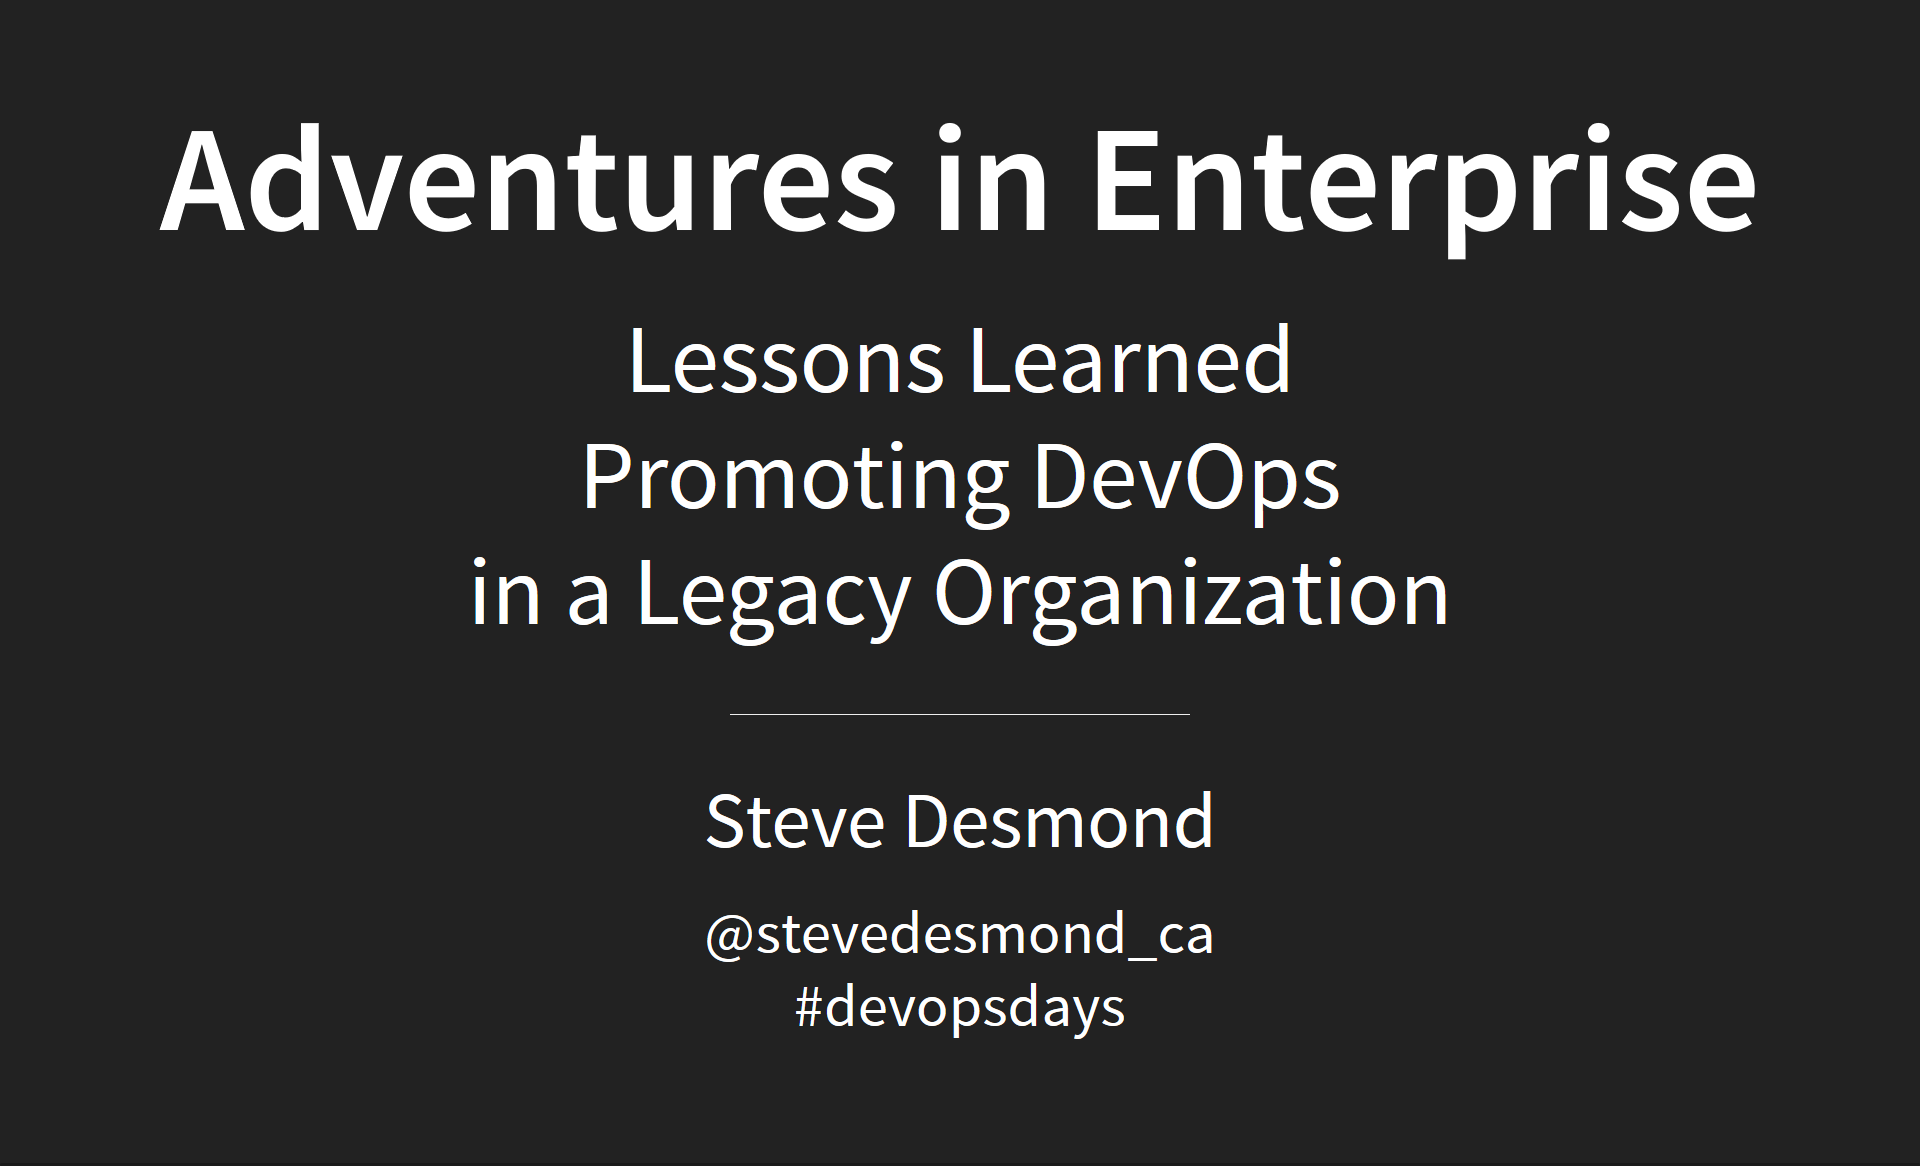 Adventures in Enterprise
Lessons Learned
Promoting DevOps
in a Legacy Organization
Steve Desmond
@stevedesmond_ca
#devopsdays